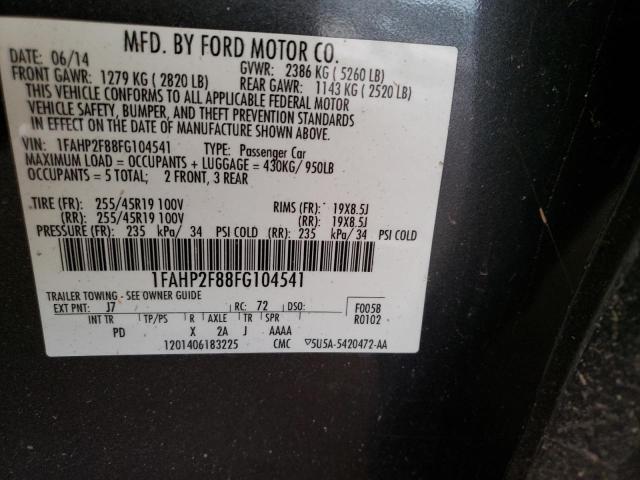 MFD. BY FORD MOTOR CO.
DATE: 06/14 GVWR: 2386 KG ( 5260 LB)
FRONT GAWR: 1279 KG ( 2820 LB) REAR GAWR: 1143 KG ( 2520 LB)
THIS VEHICLE CONFORMS TO ALL APPLICABLE FEDERAL MOTOR
VEHICLE SAFETY, BUMPER, AND THEFT PREVENTION STANDARDS
IN EFFECT ON THE DATE OF MANUFACTURE SHOWN ABOVE.
VIN: 1FAHP2F88FG104541 TYPE: Passenger Car
MAXIMUM LOAD = OCCUPANTS + LUGGAGE = 430KG/ 950LB
OCCUPANTS = 5 TOTAL; 2 FRONT, 3 REAR
TIRE (FR): 255/45R19 100V RIMS (FR): 19X8.5J
(RR): 255/45R19 100V (RR): 19X8.5J
PRESSURE (FR): 235 kPa/ 34 PSI COLD (RR): 235 kPa/ 34 PSI COLD
1FAHP2F88FG104541
TRAILER TOWING - SEE OWNER GUIDE
EXT PNT: J7 RC: 72 DSO: F005B
INT TR TP/PS R AXLE TR SPR R0102
PD X 2A J AAAA
1201406183225 CMC ▽5U5A-5420472-AA